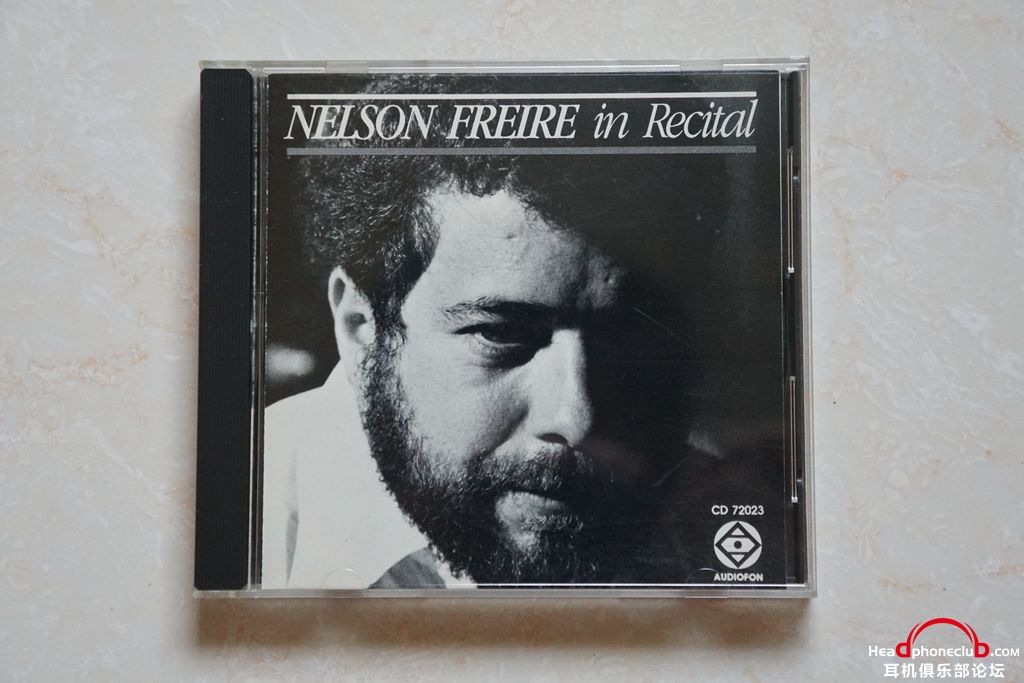 NELSON FREIRE in Recital
CD 72023
AUDIOFON
Headphoneclub.com
耳机俱乐部论坛